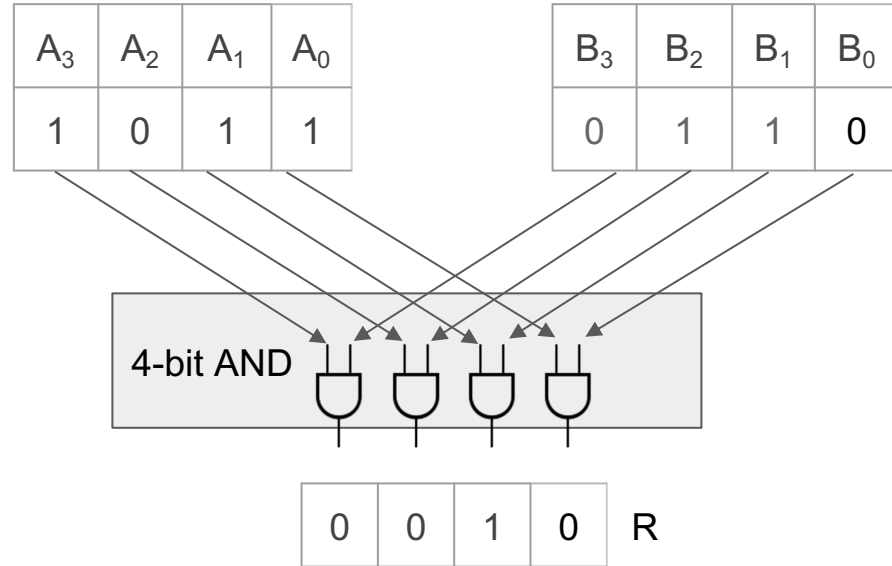 A₃ A₂ A₁ A₀ B₃ B₂ B₁ B₀
1 0 1 1 0 1 1 0
4-bit AND
0 0 1 0 R